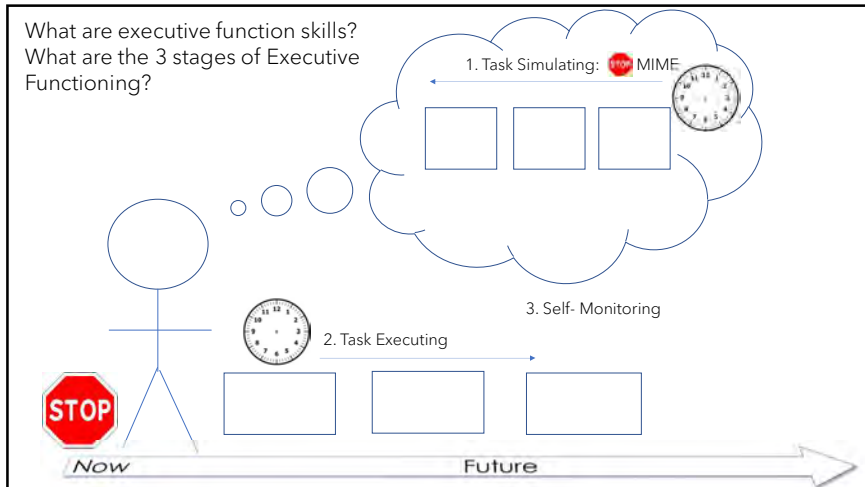 What are executive function skills?
What are the 3 stages of Executive
Functioning?
1. Task Simulating: STOP MIME
3. Self- Monitoring
2. Task Executing
STOP
Now Future